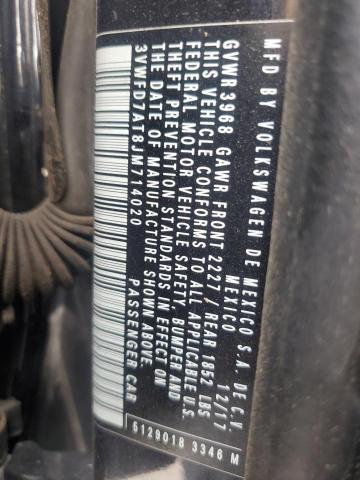 MFD BY VOLKSWAGEN DE MEXICO S.A. DE C.V.
MEXICO 12/17
GVWR 3968 GAWR FRONT 2227 / REAR 1852 LBS
THIS VEHICLE CONFORMS TO ALL APPLICABLE U.S.
FEDERAL MOTOR VEHICLE SAFETY, BUMPER AND
THEFT PREVENTION STANDARDS IN EFFECT ON
THE DATE OF MANUFACTURE SHOWN ABOVE.
3VWFD7AT8JM714020 PASSENGER CAR
5129018 3346 M